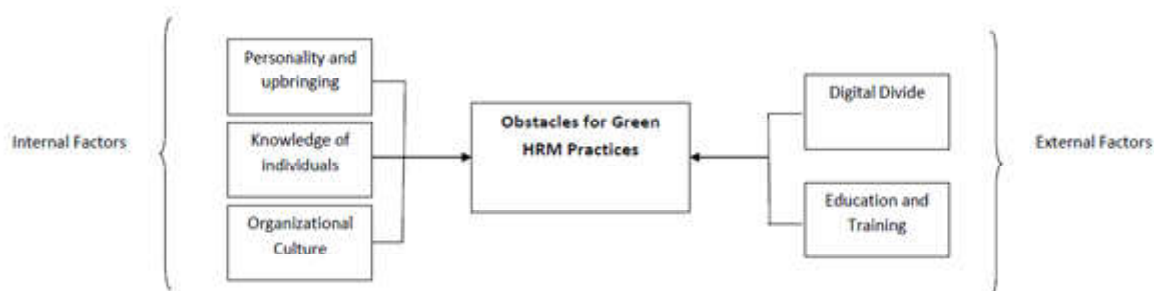 Internal Factors
Personality and
upbringing
Knowledge of
individuals
Organizational
Culture
Obstacles for Green
HRM Practices
Digital Divide
Education and
Training
External Factors